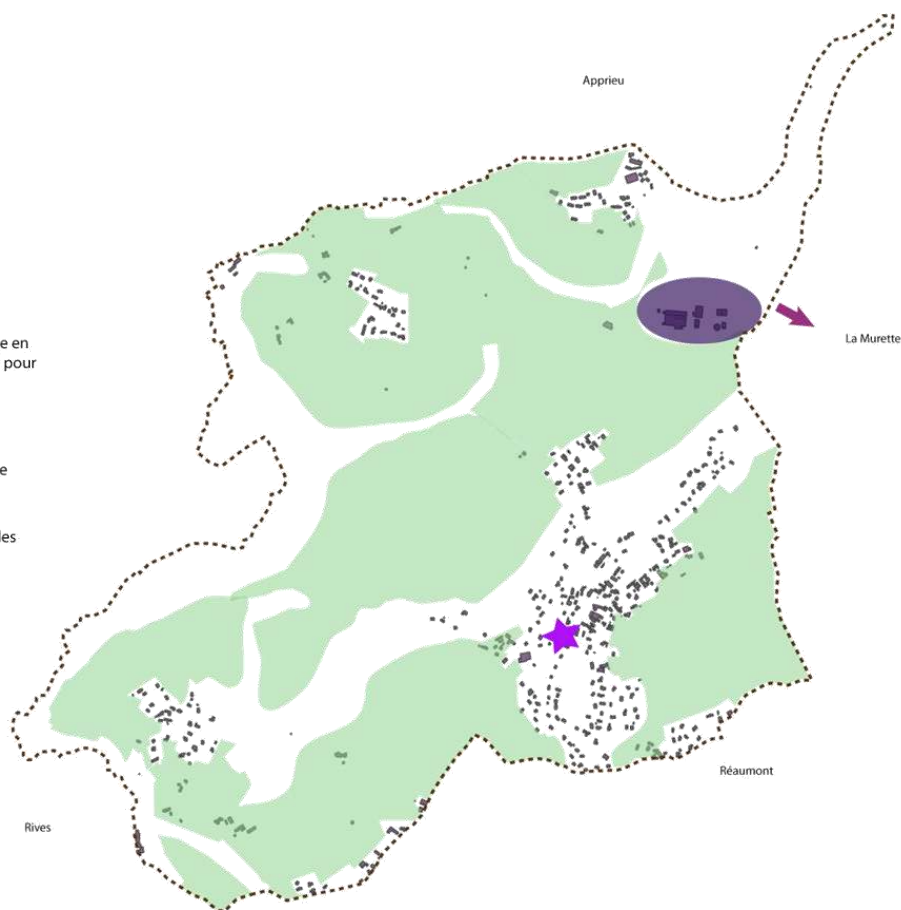 Apprieu
e en
pour
La Murette
e
les
Réaumont
Rives